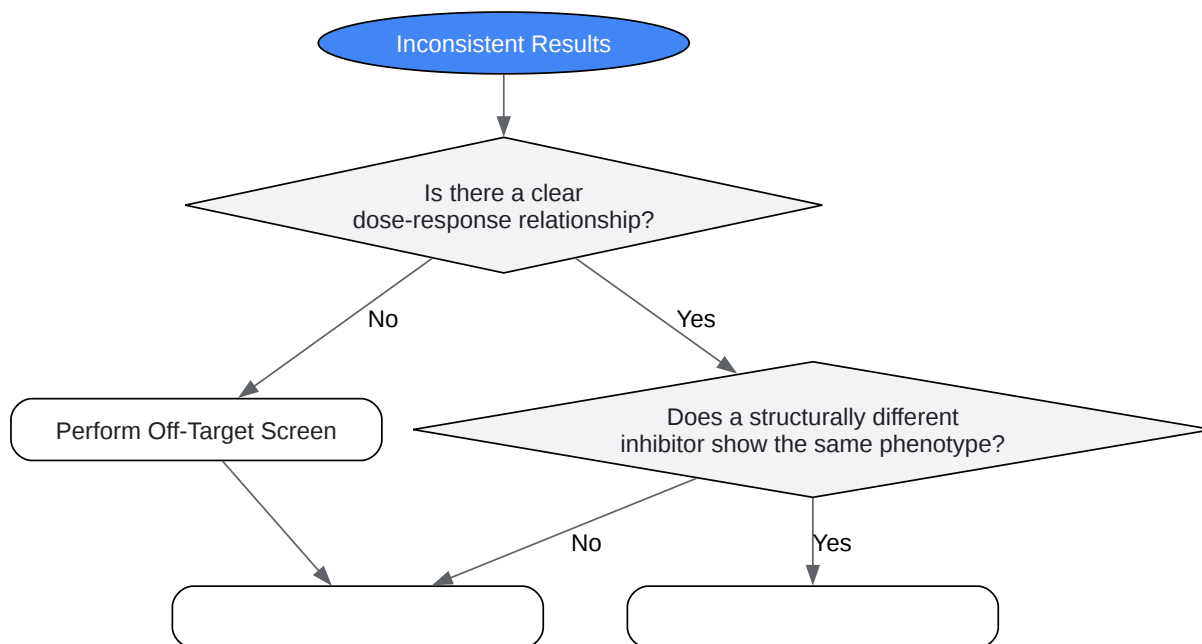 Inconsistent Results
Is there a clear
dose-response relationship?
No
Yes
Perform Off-Target Screen
Does a structurally different
inhibitor show the same phenotype?
No
Yes